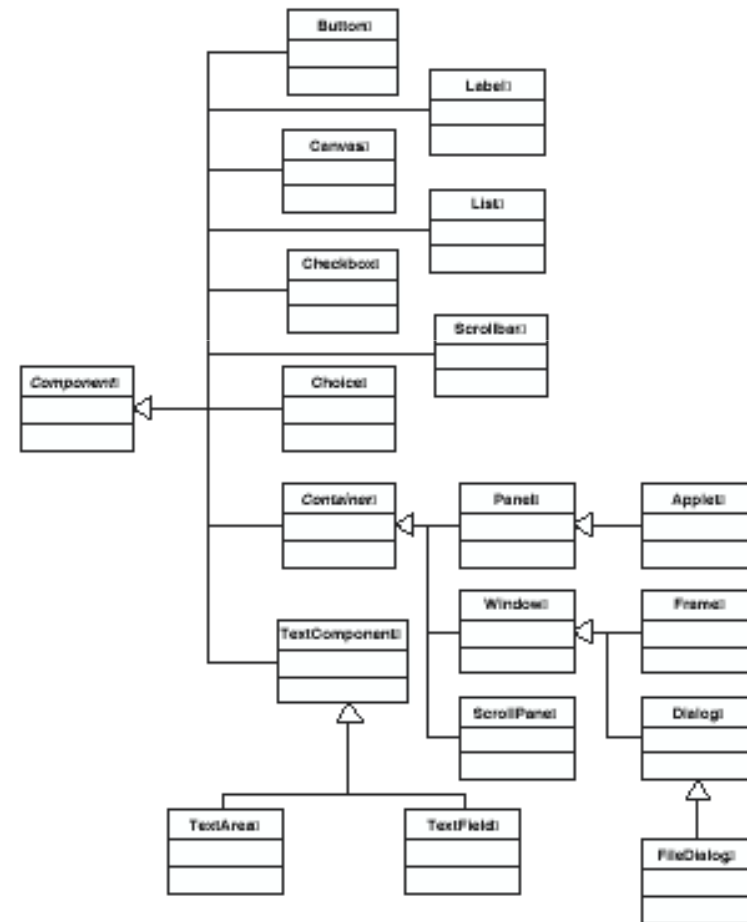 Button
Label
Canvas
List
Checkbox
Scrollbar
Component
Choice
Container
Panel
Applet
Window
Frame
TextComponent
ScrollPane
Dialog
TextArea
TextField
FileDialog